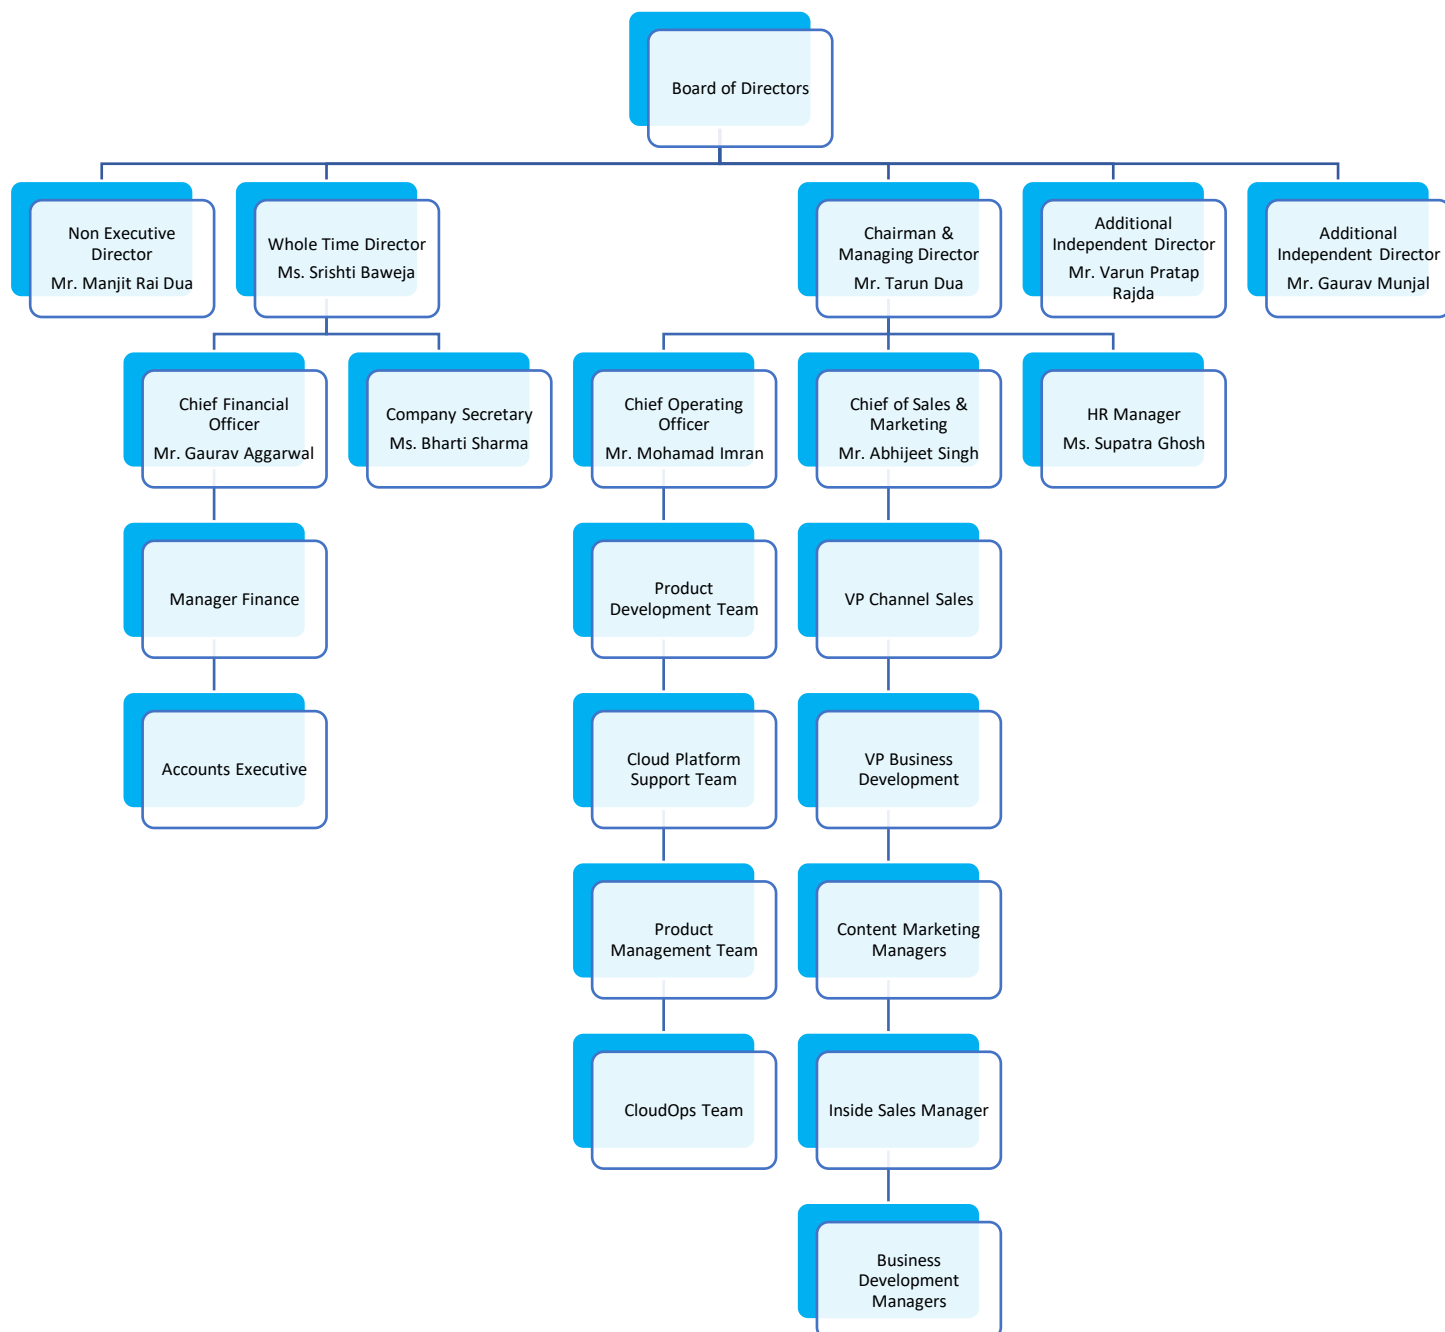 Board of Directors
Non Executive
Director
Mr. Manjit Rai Dua
Whole Time Director
Ms. Srishti Baweja
Chairman &
Managing Director
Mr. Tarun Dua
Additional
Independent Director
Mr. Varun Pratap
Rajda
Additional
Independent Director
Mr. Gaurav Munjal
Chief Financial
Officer
Mr. Gaurav Aggarwal
Company Secretary
Ms. Bharti Sharma
Chief Operating
Officer
Mr. Mohamad Imran
Chief of Sales &
Marketing
Mr. Abhijeet Singh
HR Manager
Ms. Supatra Ghosh
Manager Finance
Product
Development Team
VP Channel Sales
Accounts Executive
Cloud Platform
Support Team
VP Business
Development
Product
Management Team
Content Marketing
Managers
CloudOps Team
Inside Sales Manager
Business
Development
Managers